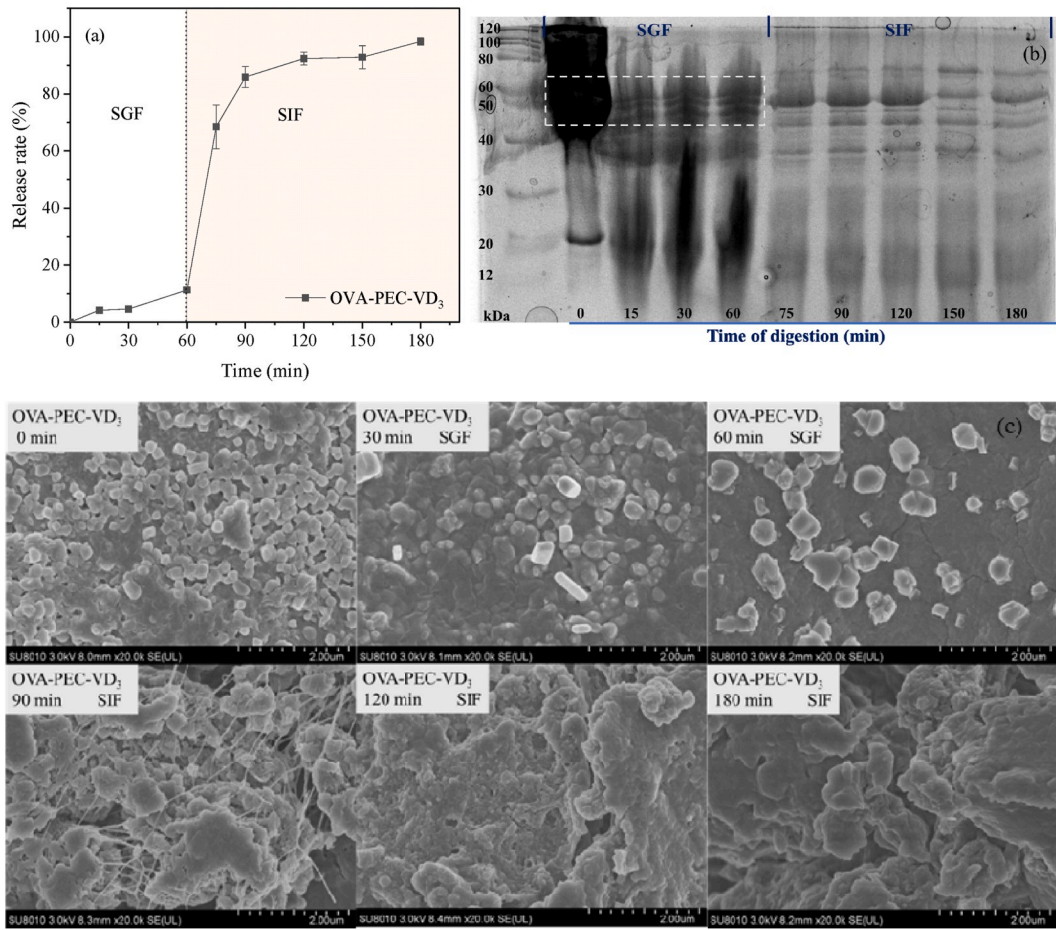 (a)
100
80
60
40
20
0
Release rate (%)
SGF
SIF
OVA-PEC-VD₃
0 30 60 90 120 150 180
Time (min)
SGF SIF
(b)
120
100
80
60
50
40
30
20
12
kDa
0 15 30 60 75 90 120 150 180
Time of digestion (min)
(c)
OVA-PEC-VD₃
0 min
SU8010 3.0kV 8.0mm x20.0k SE(UL) 2.00um
OVA-PEC-VD₃
30 min SGF
SU8010 3.0kV 8.1mm x20.0k SE(UL) 2.00um
OVA-PEC-VD₃
60 min SGF
SU8010 3.0kV 8.2mm x20.0k SE(UL) 2.00um
OVA-PEC-VD₃
90 min SIF
SU8010 3.0kV 8.3mm x20.0k SE(UL) 2.00um
OVA-PEC-VD₃
120 min SIF
SU8010 3.0kV 8.4mm x20.0k SE(UL) 2.00um
OVA-PEC-VD₃
180 min SIF
SU8010 3.0kV 8.2mm x20.0k SE(UL) 2.00um